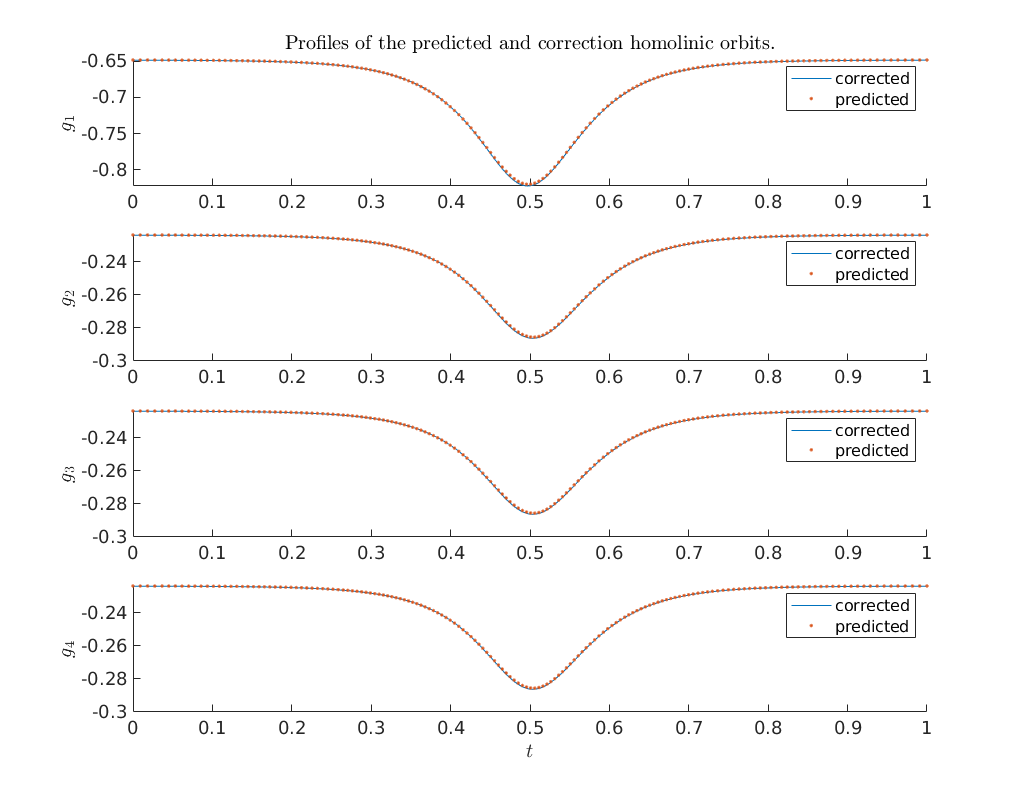 Profiles of the predicted and correction homolinic orbits.
-0.65
-0.7
-0.75
-0.8
g1
corrected
predicted
0 0.1 0.2 0.3 0.4 0.5 0.6 0.7 0.8 0.9 1
-0.24
-0.26
-0.28
-0.3
g2
corrected
predicted
0 0.1 0.2 0.3 0.4 0.5 0.6 0.7 0.8 0.9 1
-0.24
-0.26
-0.28
-0.3
g3
corrected
predicted
0 0.1 0.2 0.3 0.4 0.5 0.6 0.7 0.8 0.9 1
-0.24
-0.26
-0.28
-0.3
g4
corrected
predicted
0 0.1 0.2 0.3 0.4 0.5 0.6 0.7 0.8 0.9 1
t